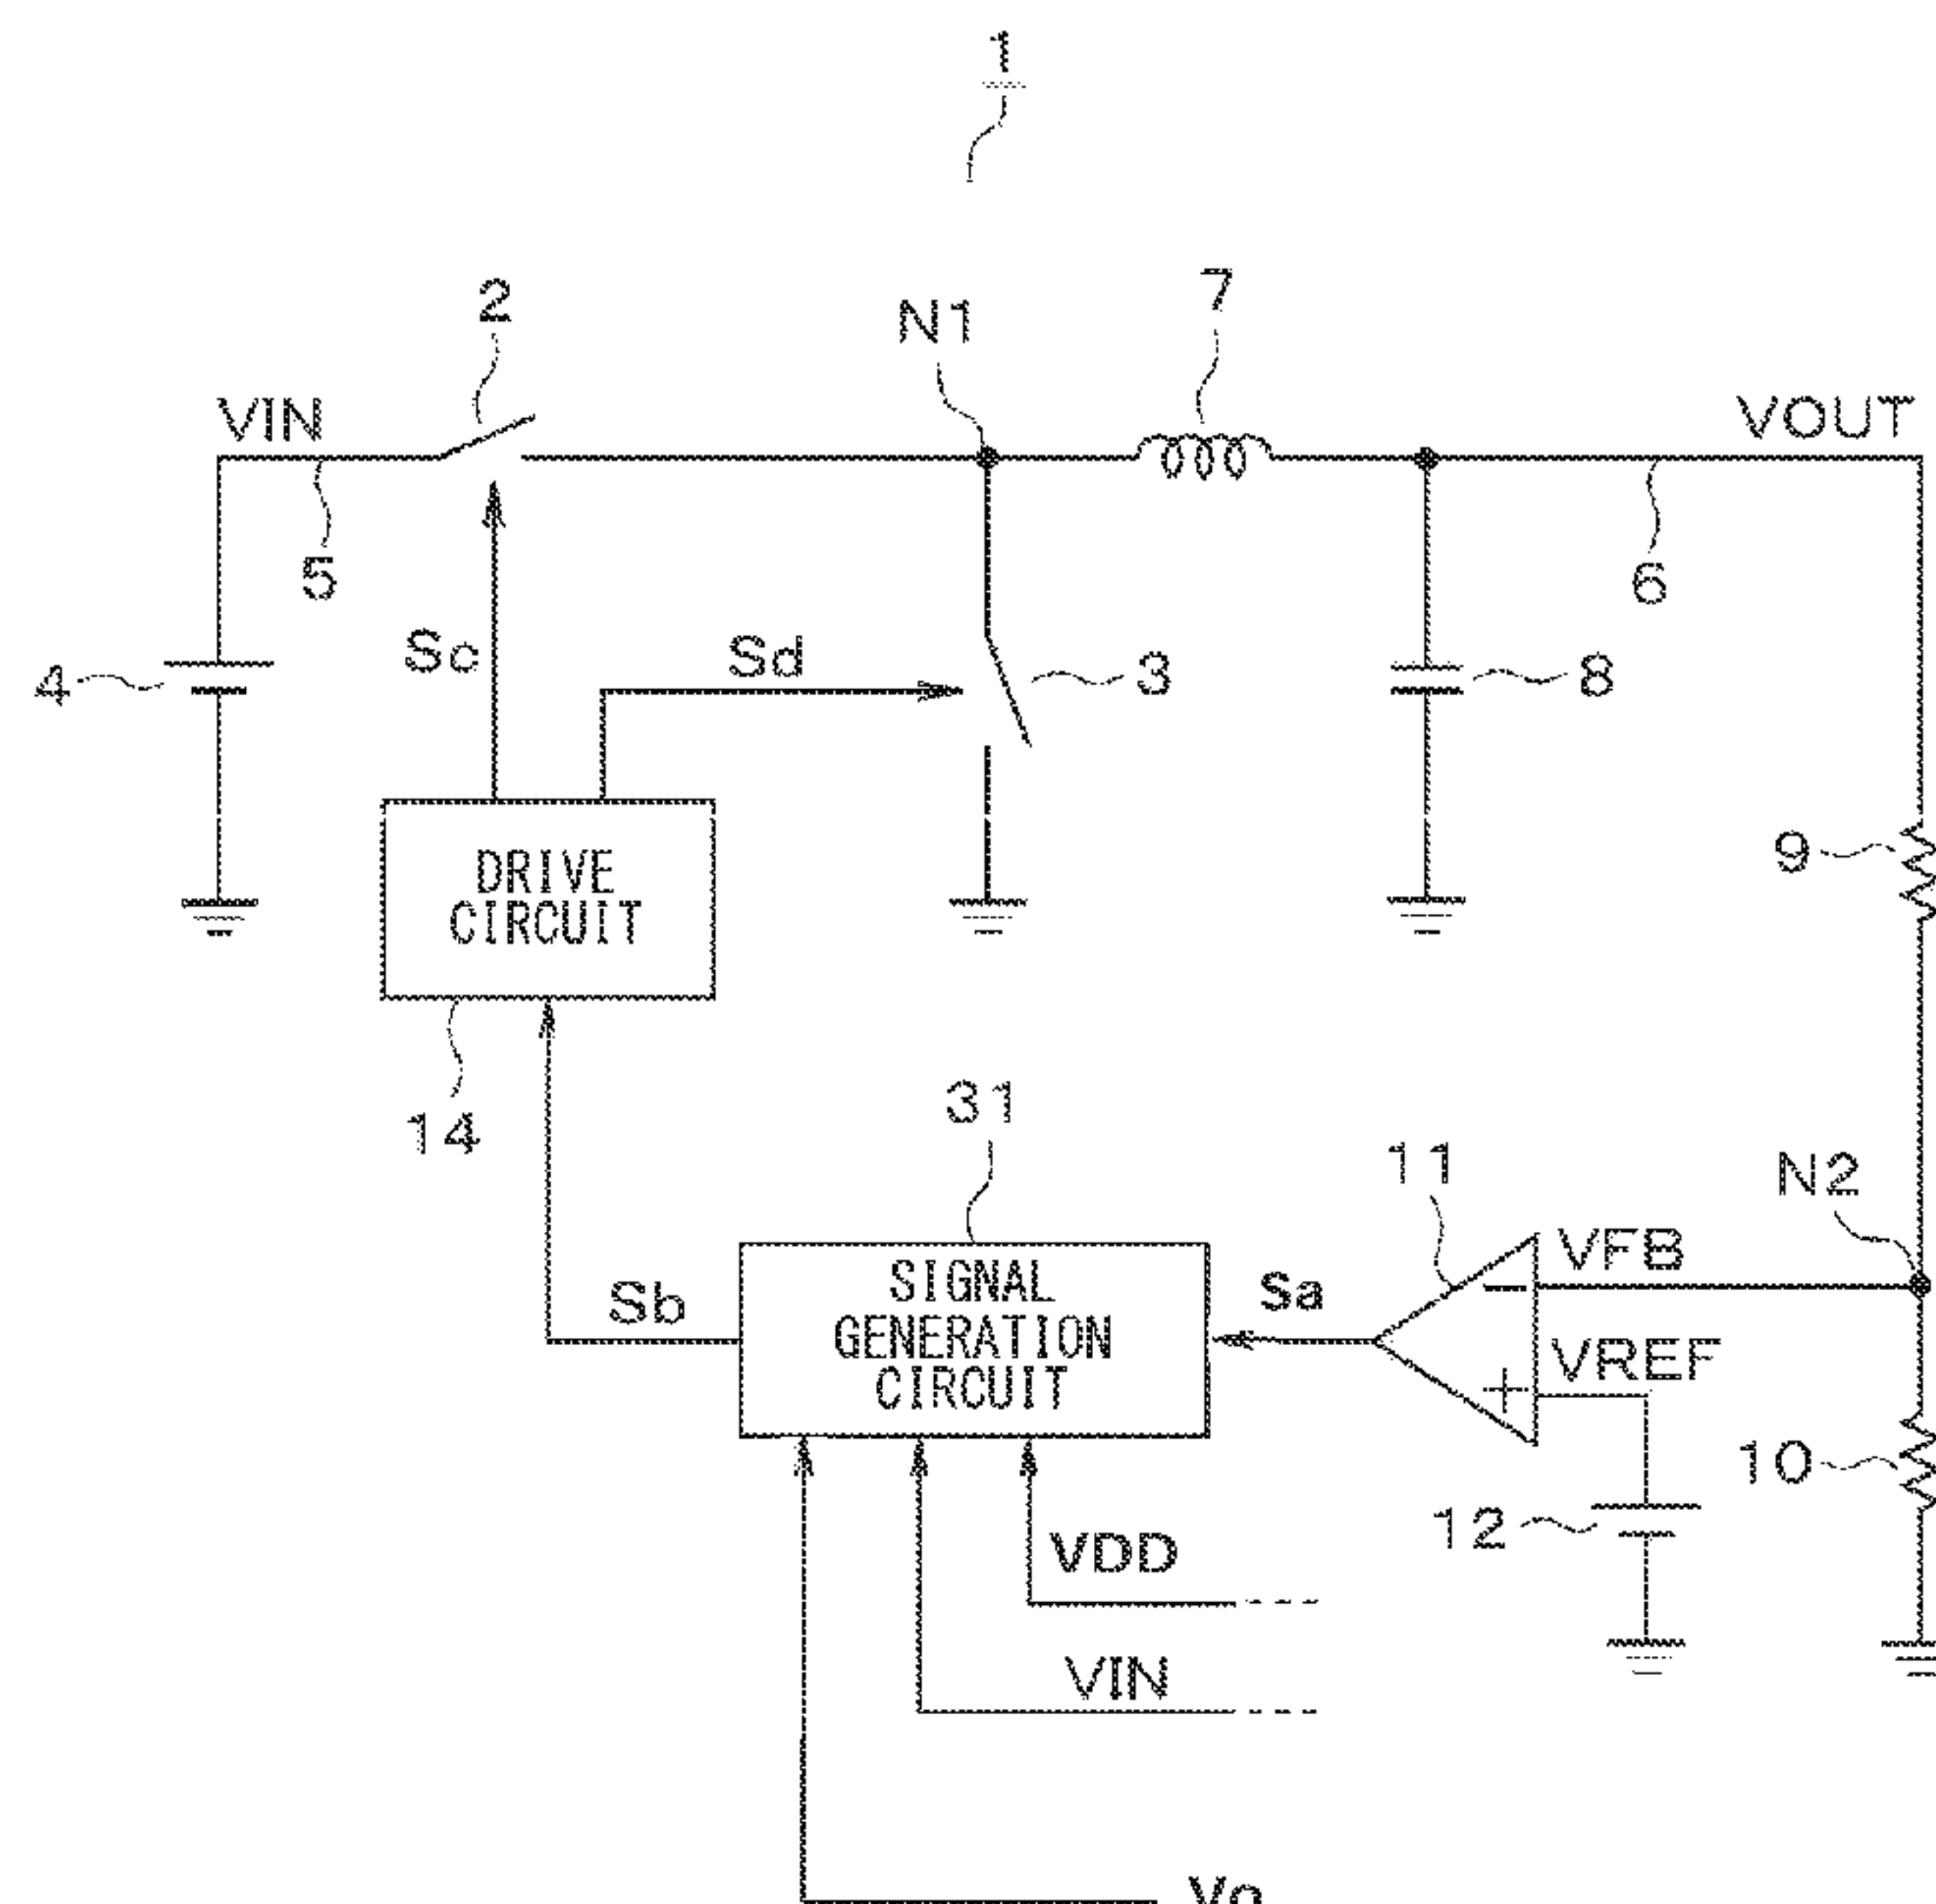 1
2
N1
7
VIN
VOUT
5
6
Sc
Sd
4
3
8
DRIVE
CIRCUIT
9
14
31
11
N2
SIGNAL
GENERATION
CIRCUIT
Sb
Sa
VFB
VREF
10
12
VDD
VIN